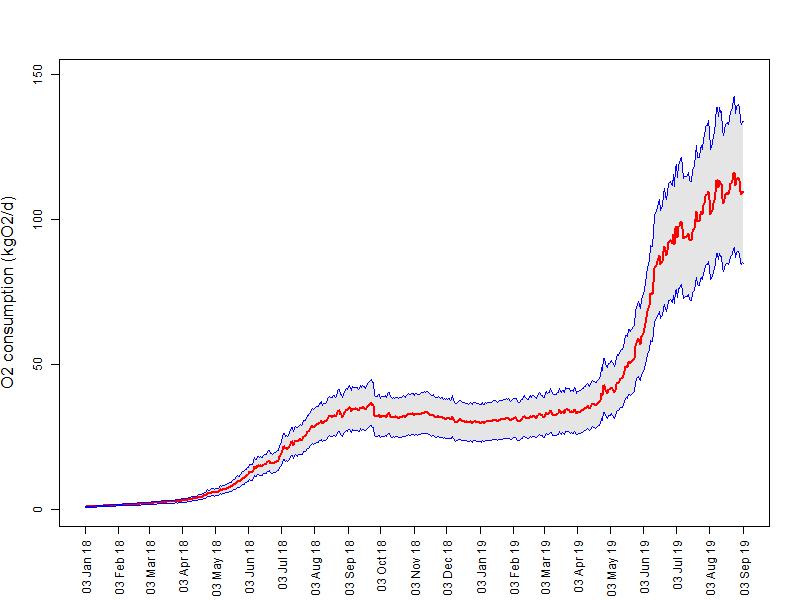 O2 consumption (kgO2/d)
150
100
50
0
03 Jan 18
03 Feb 18
03 Mar 18
03 Apr 18
03 May 18
03 Jun 18
03 Jul 18
03 Aug 18
03 Sep 18
03 Oct 18
03 Nov 18
03 Dec 18
03 Jan 19
03 Feb 19
03 Mar 19
03 Apr 19
03 May 19
03 Jun 19
03 Jul 19
03 Aug 19
03 Sep 19